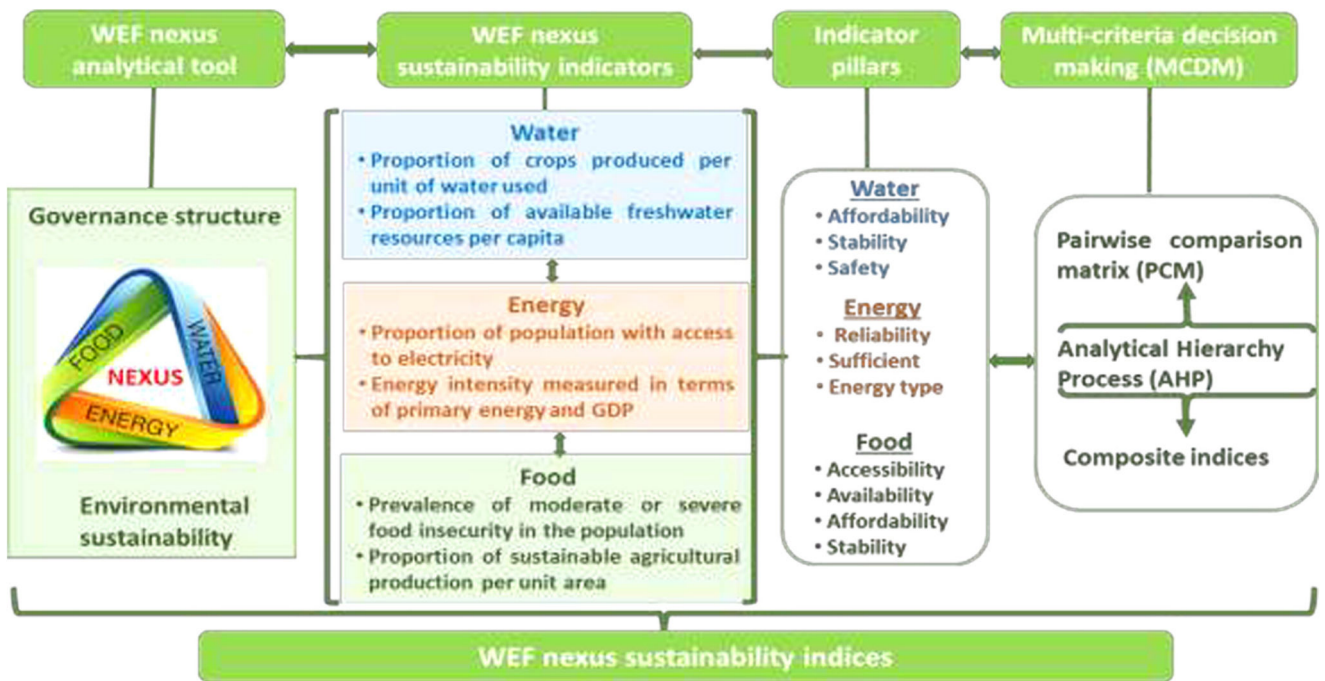 WEF nexus
analytical tool
WEF nexus
sustainability indicators
Indicator
pillars
Multi-criteria decision
making (MCDM)
Governance structure
FOOD
WATER
NEXUS
ENERGY
Environmental
sustainability
Water
• Proportion of crops produced per
unit of water used
• Proportion of available freshwater
resources per capita
Energy
• Proportion of population with access
to electricity
• Energy intensity measured in terms
of primary energy and GDP
Food
• Prevalence of moderate or severe
food insecurity in the population
• Proportion of sustainable agricultural
production per unit area
Water
• Affordability
• Stability
• Safety
Energy
• Reliability
• Sufficient
• Energy type
Food
• Accessibility
• Availability
• Affordability
• Stability
Pairwise comparison
matrix (PCM)
Analytical Hierarchy
Process (AHP)
Composite indices
WEF nexus sustainability indices